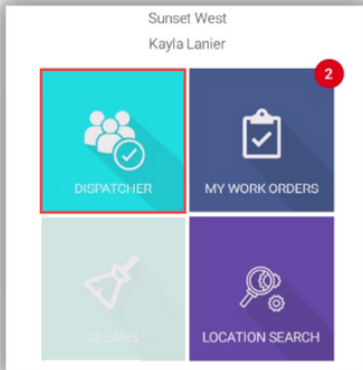 Sunset West
Kayla Lanier
2
DISPATCHER
MY WORK ORDERS
CLEANS
LOCATION SEARCH